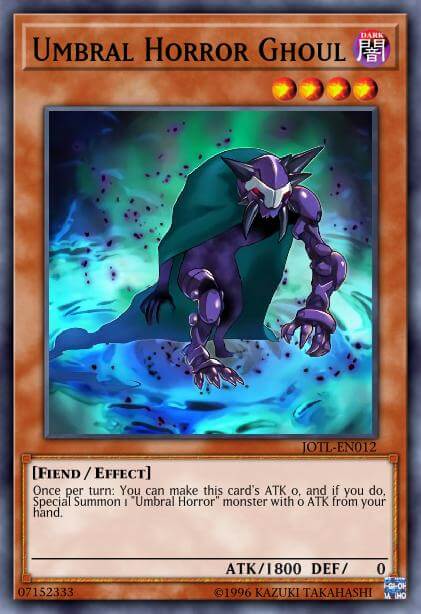 UMBRAL HORROR GHOUL
DARK
闇
JOTL-EN012
[FIEND / EFFECT]
Once per turn: You can make this card's ATK 0, and if you do,
Special Summon 1 "Umbral Horror" monster with 0 ATK from your
hand.
ATK/1800 DEF/ 0
07152333
©1996 KAZUKI TAKAHASHI